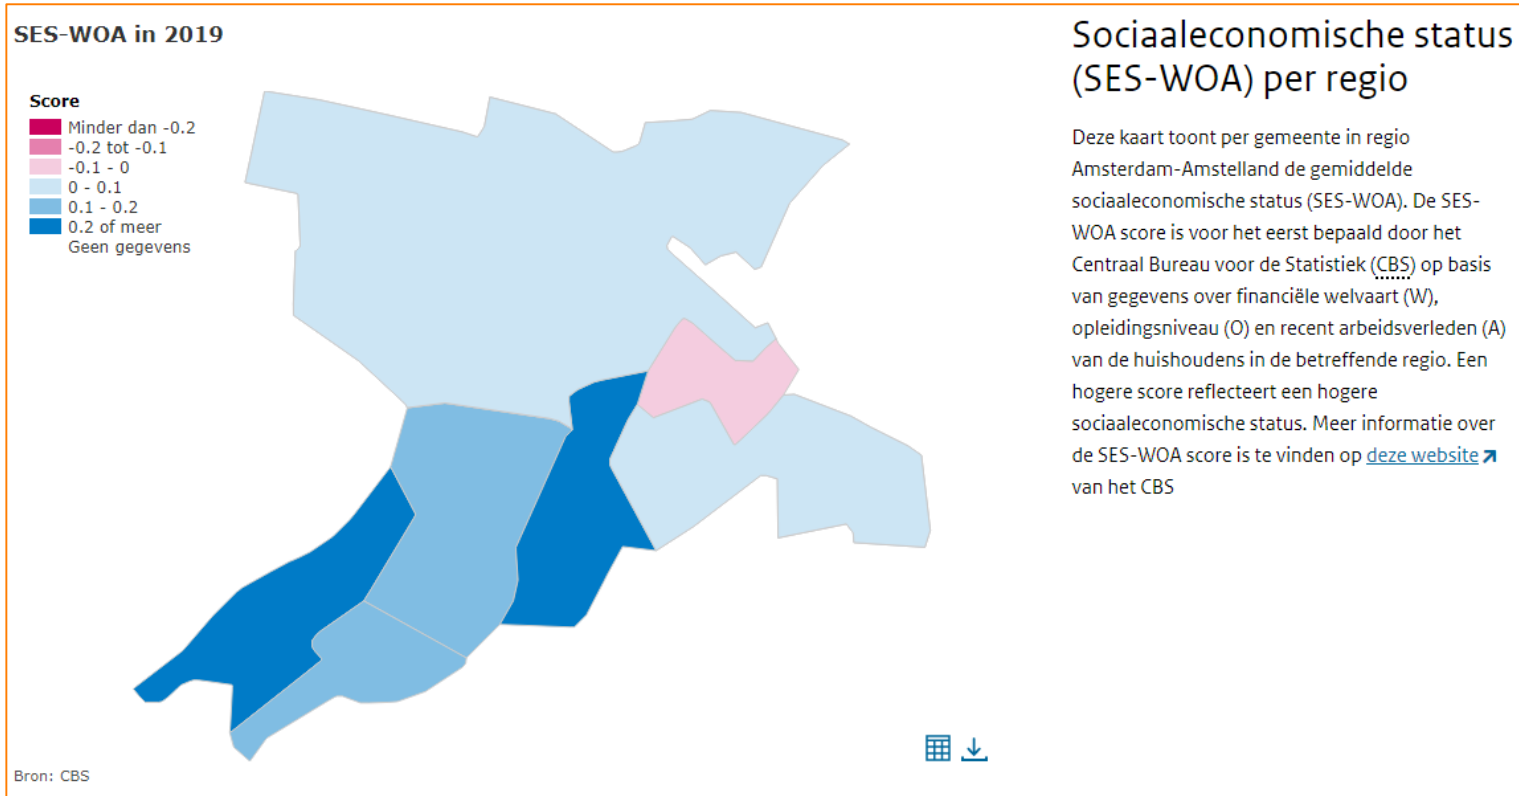 SES-WOA in 2019
Score
Minder dan -0.2
-0.2 tot -0.1
-0.1 - 0
0 - 0.1
0.1 - 0.2
0.2 of meer
Geen gegevens
Bron: CBS
Sociaaleconomische status
(SES-WOA) per regio
Deze kaart toont per gemeente in regio
Amsterdam-Amstelland de gemiddelde
sociaaleconomische status (SES-WOA). De SES-
WOA score is voor het eerst bepaald door het
Centraal Bureau voor de Statistiek (CBS) op basis
van gegevens over financiële welvaart (W),
opleidingsniveau (O) en recent arbeidsverleden (A)
van de huishoudens in de betreffende regio. Een
hogere score reflecteert een hogere
sociaaleconomische status. Meer informatie over
de SES-WOA score is te vinden op deze website
van het CBS